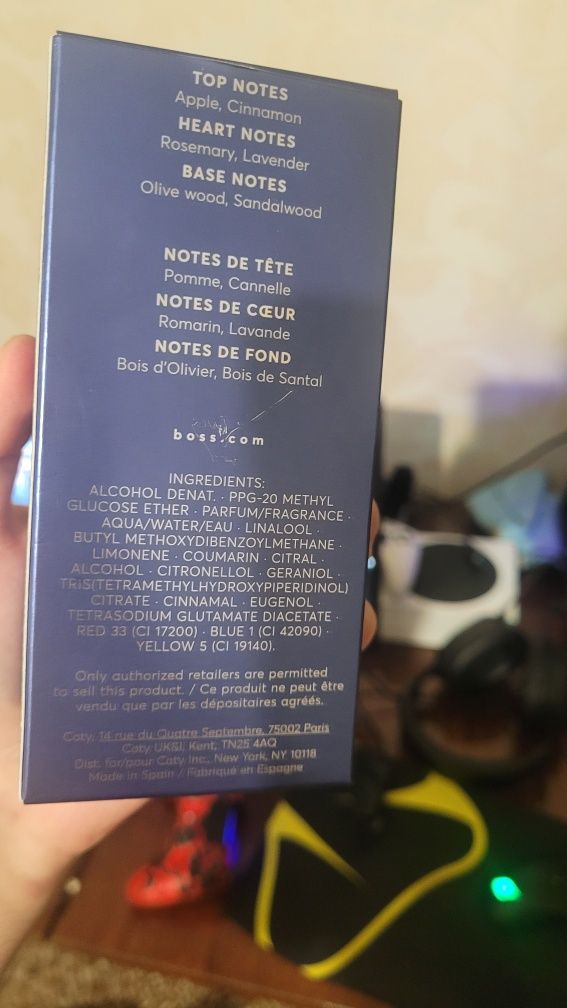 TOP NOTES
Apple, Cinnamon
HEART NOTES
Rosemary, Lavender
BASE NOTES
Olive wood, Sandalwood
NOTES DE TÊTE
Pomme, Cannelle
NOTES DE CŒUR
Romarin, Lavande
NOTES DE FOND
Bois d'Olivier, Bois de Santal
boss.com
INGREDIENTS:
ALCOHOL DENAT. · PPG-20 METHYL
GLUCOSE ETHER · PARFUM/FRAGRANCE ·
AQUA/WATER/EAU · LINALOOL ·
BUTYL METHOXYDIBENZOYLMETHANE ·
LIMONENE · COUMARIN · CITRAL ·
ALCOHOL · CITRONELLOL · GERANIOL ·
TRIS(TETRAMETHYLHYDROXYPIPERIDINOL)
CITRATE · CINNAMAL · EUGENOL ·
TETRASODIUM GLUTAMATE DIACETATE ·
RED 33 (CI 17200) · BLUE 1 (CI 42090) ·
YELLOW 5 (CI 19140).
Only authorized retailers are permitted
to sell this product. / Ce produit ne peut être
vendu que par les dépositaires agréés.
Coty, 14 rue du Quatre Septembre, 75002 Paris
Coty UK&I, Kent, TN25 4AQ
Dist. for/pour Coty Inc., New York, NY 10118
Made in Spain / Fabriqué en Espagne